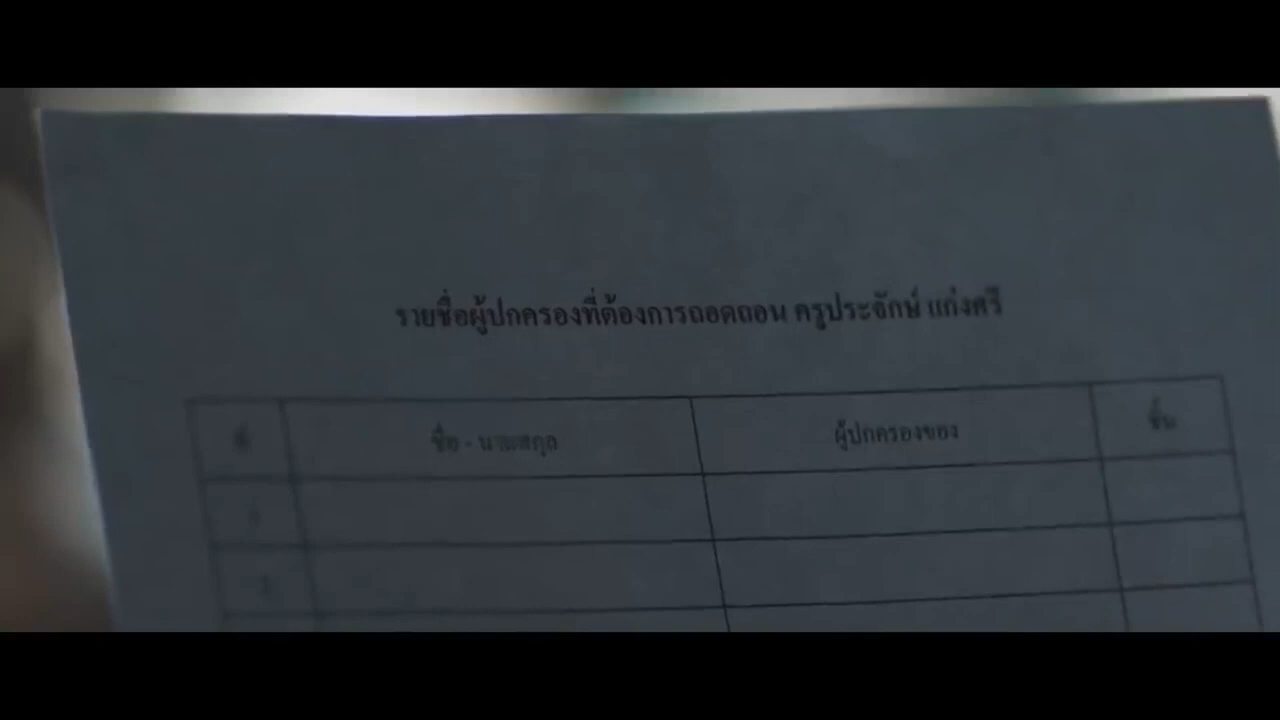 รายชื่อผู้ปกครองที่ต้องการถอดถอน ครูประจักษ์ แก่งศรี
ที่ ชื่อ - นามสกุล ผู้ปกครองของ ชั้น
1
2